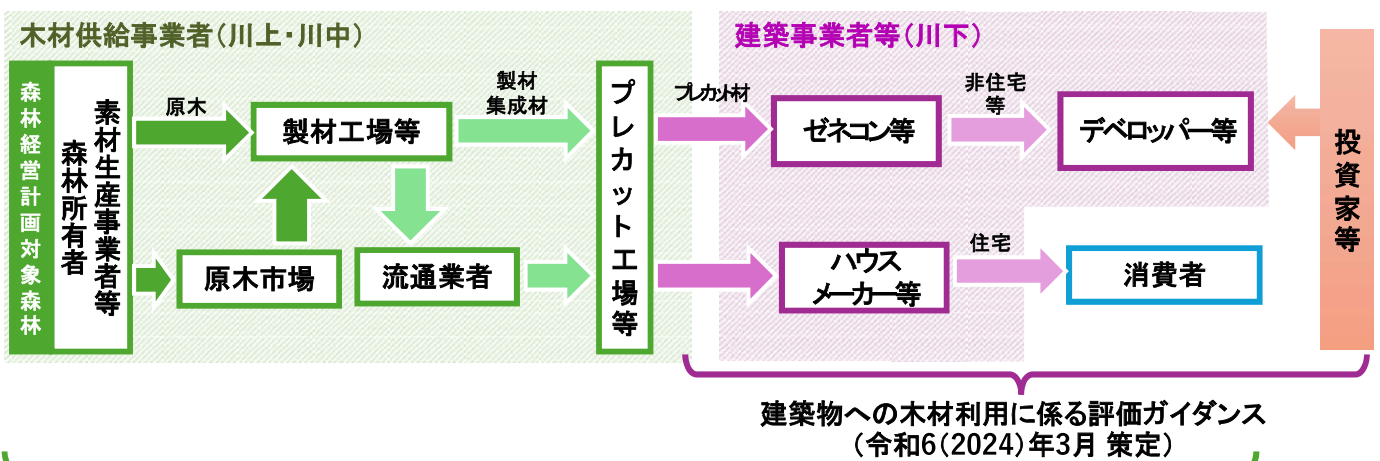 木材供給事業者（川上・川中）
建築事業者等（川下）
森林経営計画対象森林
素材生産事業者等
森林所有者
原木
製材工場等
製材
集成材
プレカット工場等
プレカット材
ゼネコン等
非住宅
等
デベロッパー等
投資家等
原木市場
流通業者
ハウス
メーカー等
住宅
消費者
建築物への木材利用に係る評価ガイダンス
（令和6（2024）年3月 策定）